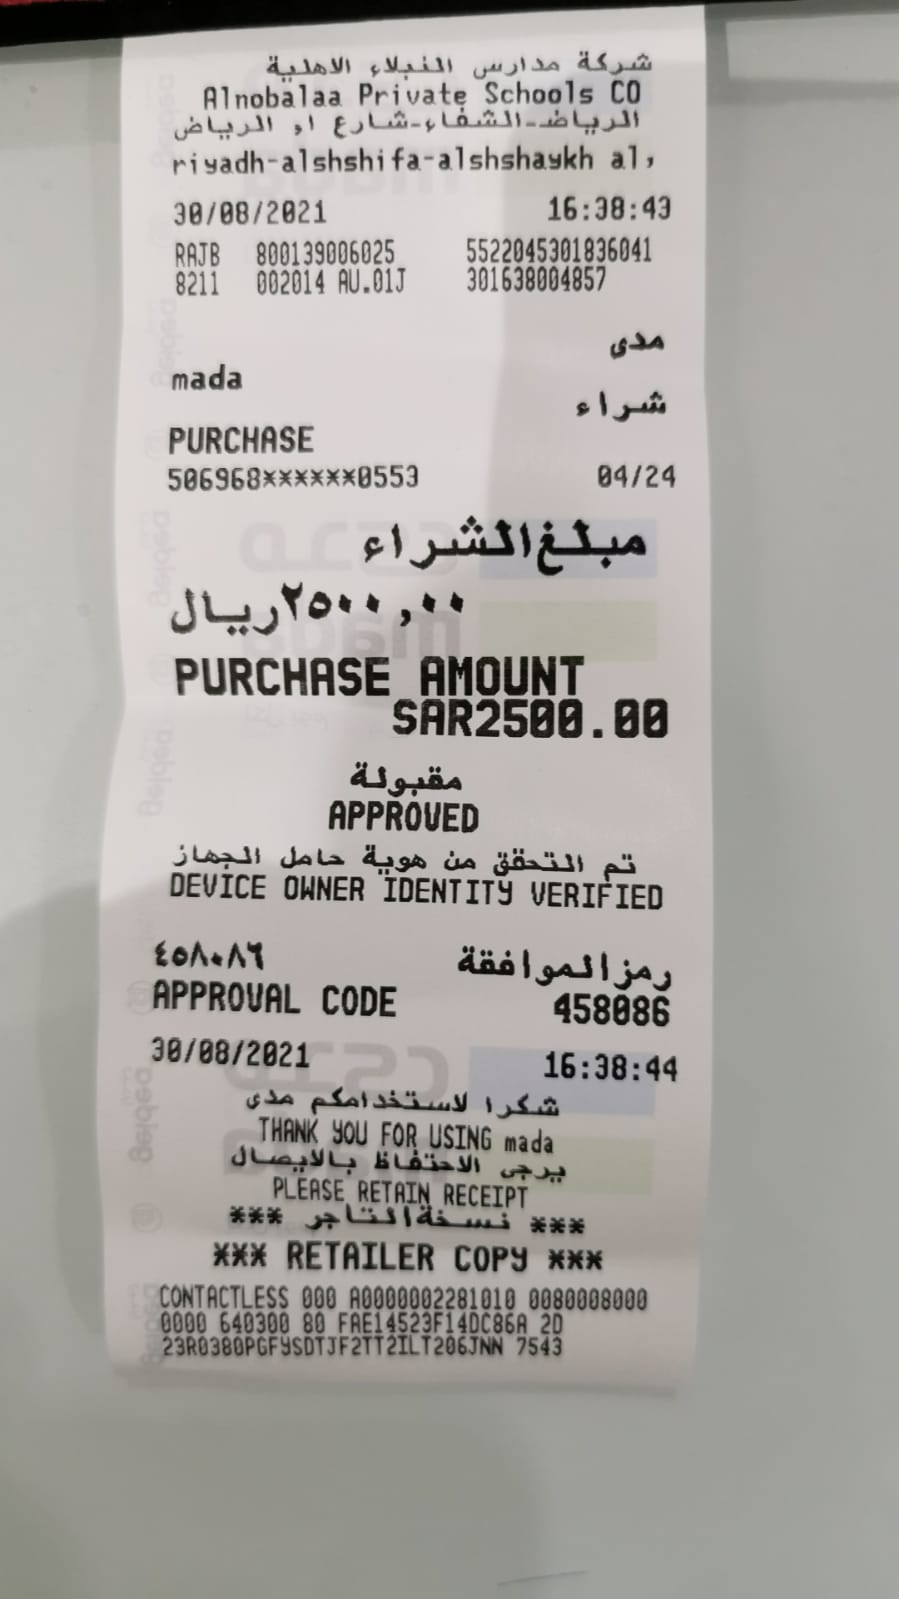 شركة مدارس النبلاء الاهلية
Alnobalaa Private Schools CO
الرياض-الشفاء-شارع ا, الرياض
riyadh-alshshifa-alshshaykh al,
30/08/2021 16:38:43
RAJB 800139006025 5522045301836041
8211 002014 AU.01J 301638004857
مدى
mada
شراء
PURCHASE
506968******0553 04/24
مبلغ الشراء
٢٥٠٠,٠٠ ريال
PURCHASE AMOUNT
SAR2500.00
مقبولة
APPROVED
تم التحقق من هوية حامل الجهاز
DEVICE OWNER IDENTITY VERIFIED
رمز الموافقة ٤٥٨٠٨٦
APPROVAL CODE 458086
30/08/2021 16:38:44
شكرا لاستخدامكم مدى
THANK YOU FOR USING mada
يرجى الاحتفاظ بالايصال
PLEASE RETAIN RECEIPT
*** نسخة التاجر ***
*** RETAILER COPY ***
CONTACTLESS 000 A0000002281010 0080008000
0000 640300 80 FAE14523F14DC86A 2D
23R0380PGFYSDTJF2TT2ILT206JNN 7543